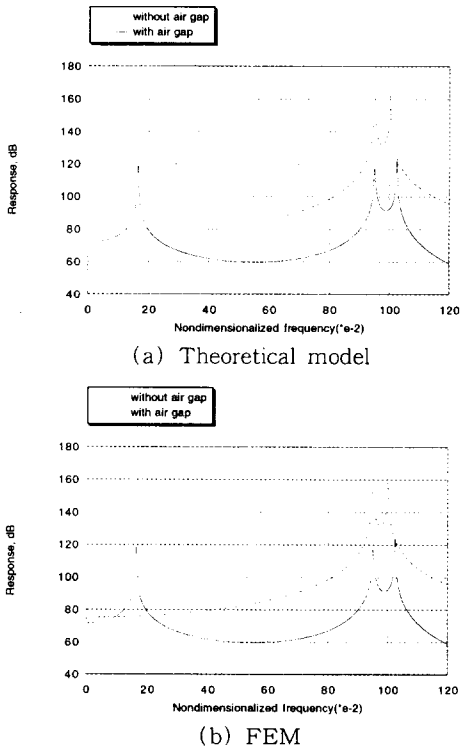 without air gap
with air gap
180
160
140
120
100
80
60
40
Response, dB
0 20 40 60 80 100 120
Nondimensionalized frequency(*e-2)
(a) Theoretical model
without air gap
with air gap
180
160
140
120
100
80
60
40
Response, dB
0 20 40 60 80 100 120
Nondimensionalized frequency(*e-2)
(b) FEM